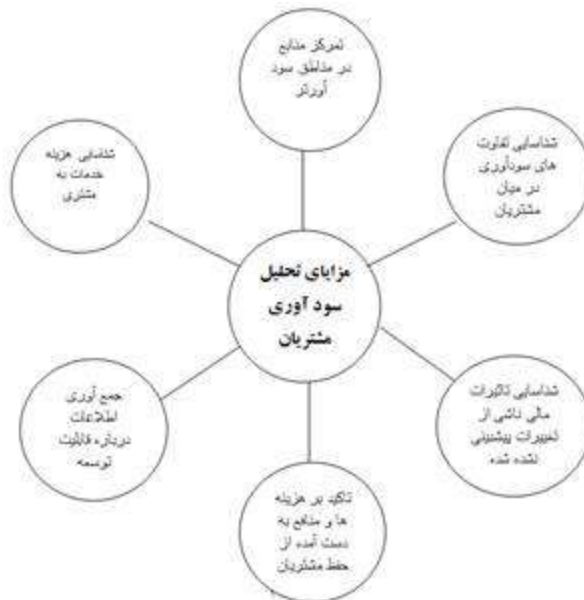 تمرکز منابع
در مناطق سود
آورتر
شناسایی تفاوت
های سودآوری
در میان
مشتریان
شناسایی هزینه
خدمات به
مشتری
مزایای تحلیل
سود آوری
مشتریان
شناسایی تاثیرات
مالی ناشی از
تغییرات پیشبینی
نشده شده
جمع آوری
اطلاعات
درباره قابلیت
توسعه
تاکید بر هزینه
ها و منافع به
دست آمده از
حفظ مشتریان